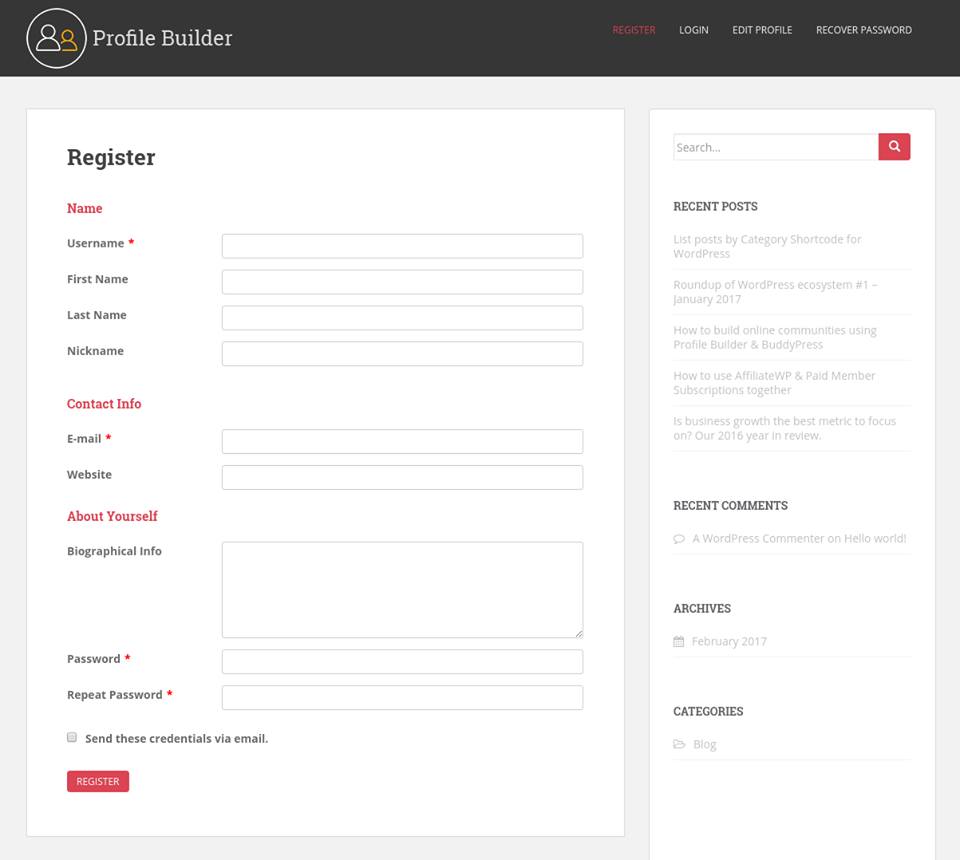 Profile Builder
REGISTER
LOGIN
EDIT PROFILE
RECOVER PASSWORD
Register
Name
Username *
First Name
Last Name
Nickname
Contact Info
E-mail *
Website
About Yourself
Biographical Info
Password *
Repeat Password *
Send these credentials via email.
REGISTER
Search...
RECENT POSTS
List posts by Category Shortcode for
WordPress
Roundup of WordPress ecosystem #1 –
January 2017
How to build online communities using
Profile Builder & BuddyPress
How to use AffiliateWP & Paid Member
Subscriptions together
Is business growth the best metric to focus
on? Our 2016 year in review.
RECENT COMMENTS
A WordPress Commenter on Hello world!
ARCHIVES
February 2017
CATEGORIES
Blog